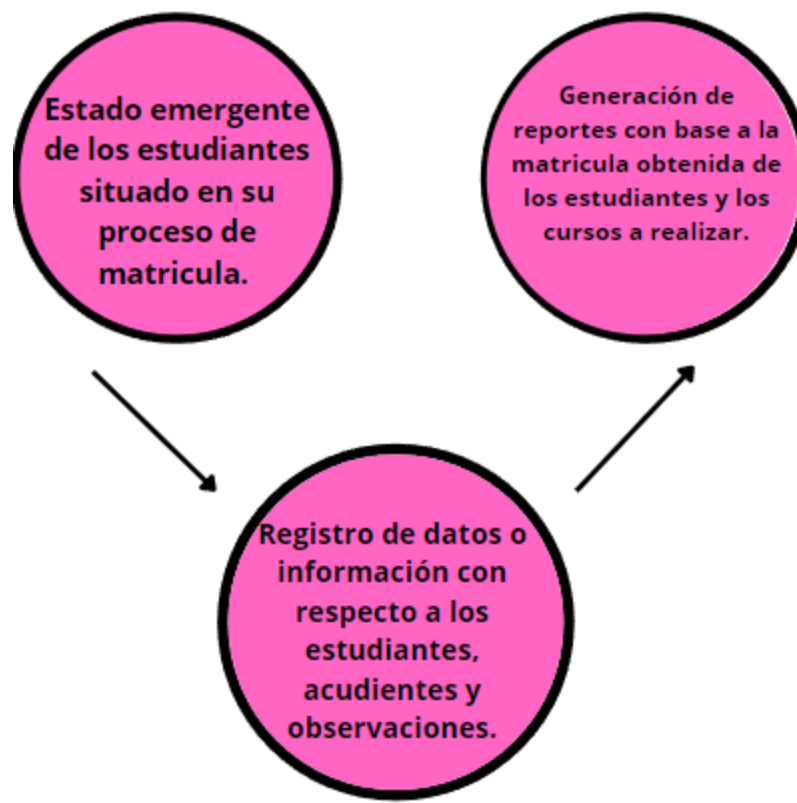 Estado emergente
de los estudiantes
situado en su
proceso de
matricula.
Generación de
reportes con base a la
matricula obtenida de
los estudiantes y los
cursos a realizar.
Registro de datos o
información con
respecto a los
estudiantes,
acudientes y
observaciones.